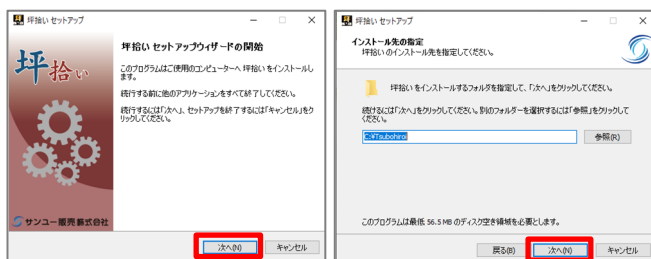 坪拾い セットアップ
坪拾い
坪拾い セットアップウィザードの開始
このプログラムはご使用のコンピューターへ 坪拾い をインストールし
ます。
続行する前に他のアプリケーションをすべて終了してください。
続行するには「次へ」、セットアップを終了するには「キャンセル」をク
リックしてください。
サンユー販売株式会社
次へ(N)
キャンセル
坪拾い セットアップ
インストール先の指定
坪拾い のインストール先を指定してください。
坪拾い をインストールするフォルダを指定して、「次へ」をクリックしてください。
続けるには「次へ」をクリックしてください。別のフォルダーを選択するには「参照」をクリックして
ください。
C:¥Tsubohiroi
参照(R)
このプログラムは最低 56.5 MB のディスク空き領域を必要とします。
戻る(B)
次へ(N)
キャンセル